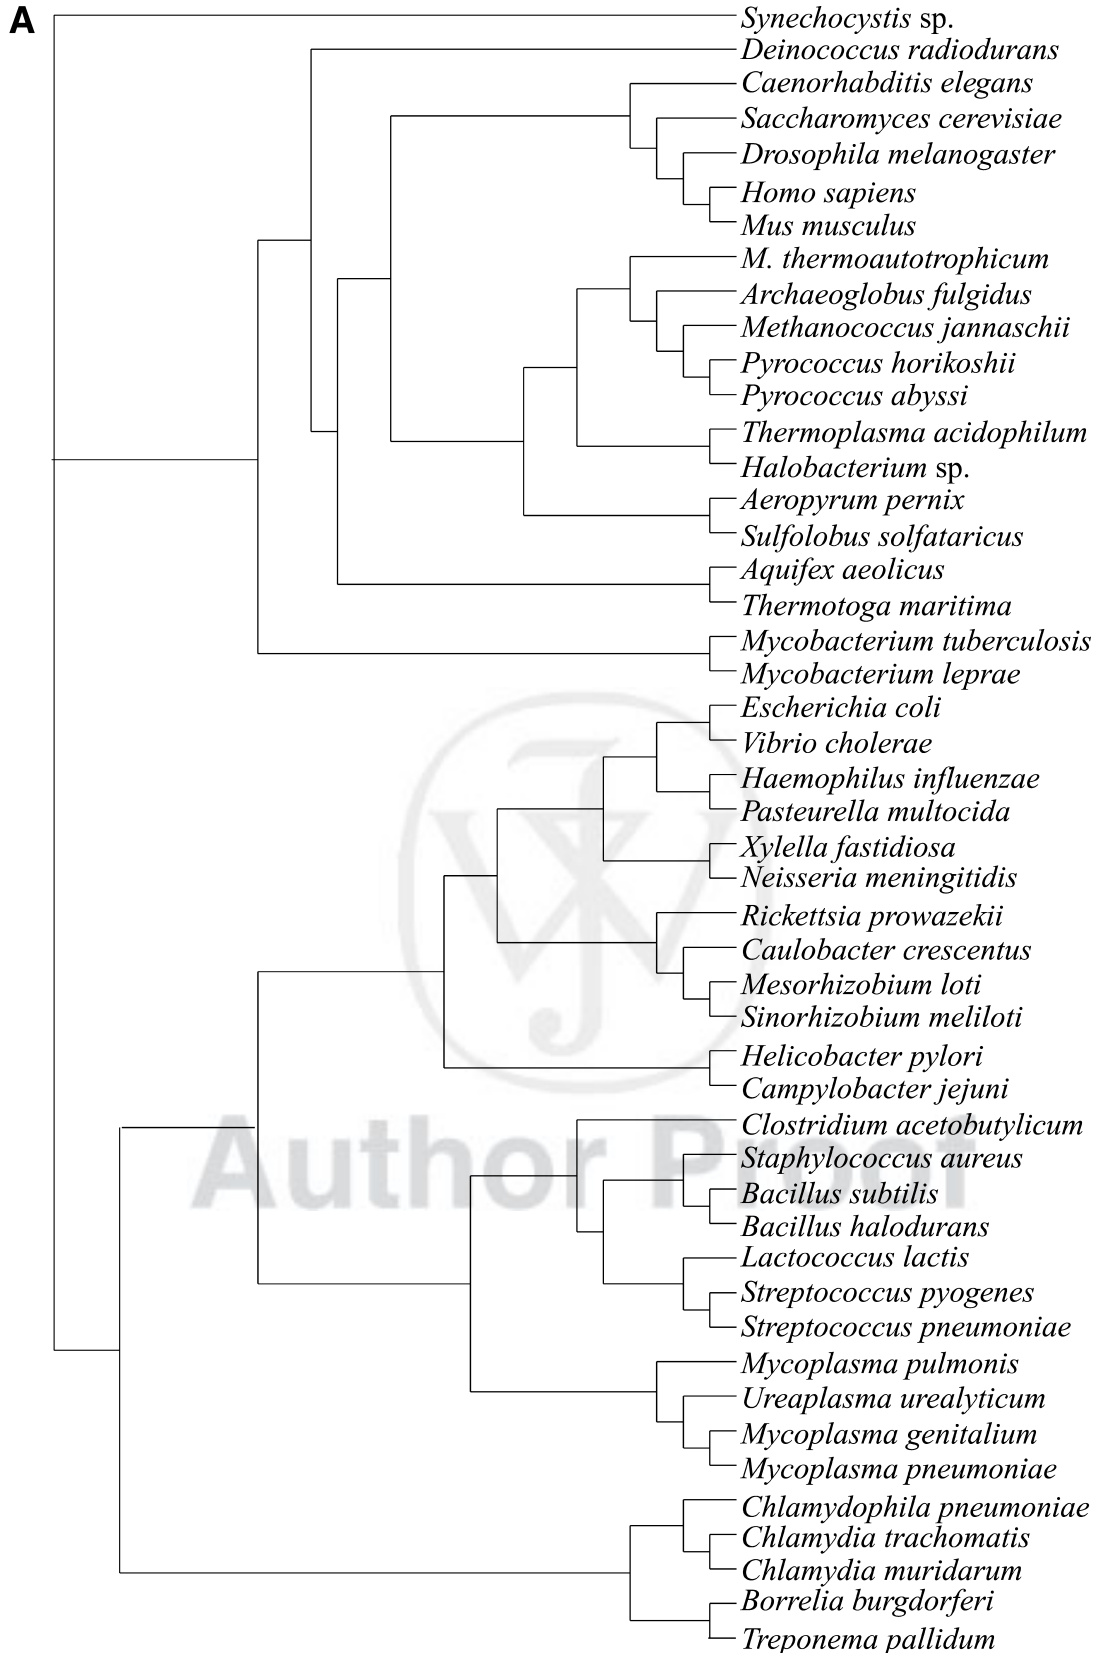 A
Synechocystis sp.
Deinococcus radiodurans
Caenorhabditis elegans
Saccharomyces cerevisiae
Drosophila melanogaster
Homo sapiens
Mus musculus
M. thermoautotrophicum
Archaeoglobus fulgidus
Methanococcus jannaschii
Pyrococcus horikoshii
Pyrococcus abyssi
Thermoplasma acidophilum
Halobacterium sp.
Aeropyrum pernix
Sulfolobus solfataricus
Aquifex aeolicus
Thermotoga maritima
Mycobacterium tuberculosis
Mycobacterium leprae
Escherichia coli
Vibrio cholerae
Haemophilus influenzae
Pasteurella multocida
Xylella fastidiosa
Neisseria meningitidis
Rickettsia prowazekii
Caulobacter crescentus
Mesorhizobium loti
Sinorhizobium meliloti
Helicobacter pylori
Campylobacter jejuni
Clostridium acetobutylicum
Author Proof
Staphylococcus aureus
Bacillus subtilis
Bacillus halodurans
Lactococcus lactis
Streptococcus pyogenes
Streptococcus pneumoniae
Mycoplasma pulmonis
Ureaplasma urealyticum
Mycoplasma genitalium
Mycoplasma pneumoniae
Chlamydophila pneumoniae
Chlamydia trachomatis
Chlamydia muridarum
Borrelia burgdorferi
Treponema pallidum